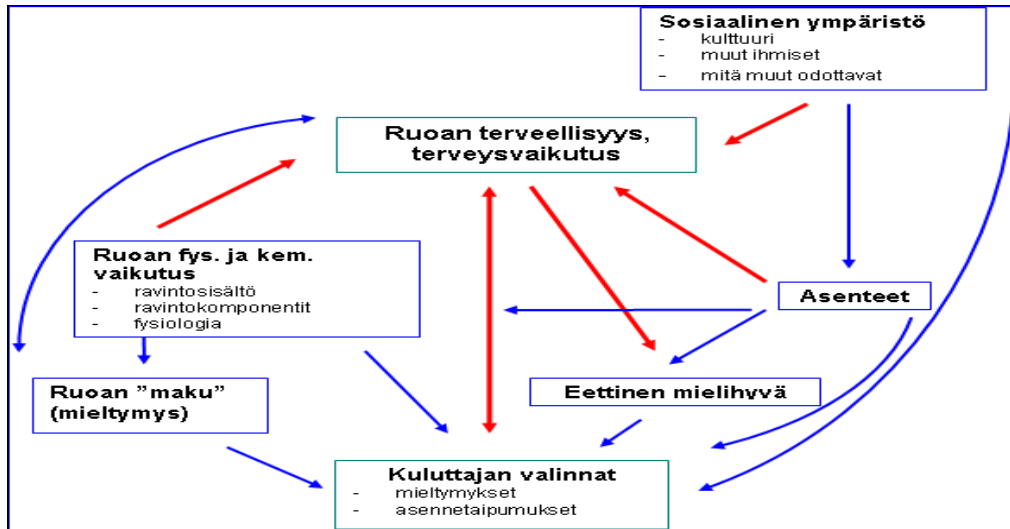 Sosiaalinen ympäristö
- kulttuuri
- muut ihmiset
- mitä muut odottavat
Ruoan terveellisyys,
terveysvaikutus
Ruoan fys. ja kem.
vaikutus
- ravintosisältö
- ravintokomponentit
- fysiologia
Asenteet
Ruoan ”maku”
(mieltymys)
Eettinen mielihyvä
Kuluttajan valinnat
- mieltymykset
- asennetaipumukset